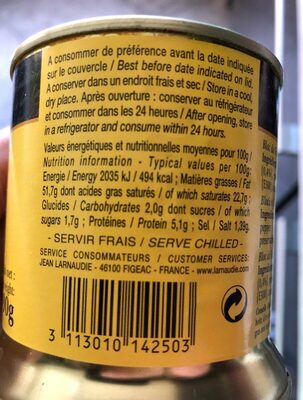 A consommer de préférence avant la date indiquée
sur le couvercle / Best before date indicated on lid
A conserver dans un endroit frais et sec / Store in a cool,
dry place. Après ouverture : conserver au réfrigérateur
et consommer dans les 24 heures / After opening, store
in a refrigerator and consume within 24 hours.
Valeurs énergétiques et nutritionnelles moyennes pour 100g /
Nutrition information - Typical values per 100g:
Energie / Energy 2035 kJ / 494 kcal ; Matières grasses / Fat
51,7g dont acides gras saturés / of which saturates 22,7g ;
Glucides / Carbohydrates 2,0g dont sucres / of which
sugars 1,7g ; Protéines / Protein 5,1g ; Sel / Salt 1,39g.
- SERVIR FRAIS / SERVE CHILLED -
SERVICE CONSOMMATEURS / CUSTOMER SERVICES:
JEAN LARNAUDIE - 46100 FIGEAC - FRANCE - www.larnaudie.com
3 113010 142503